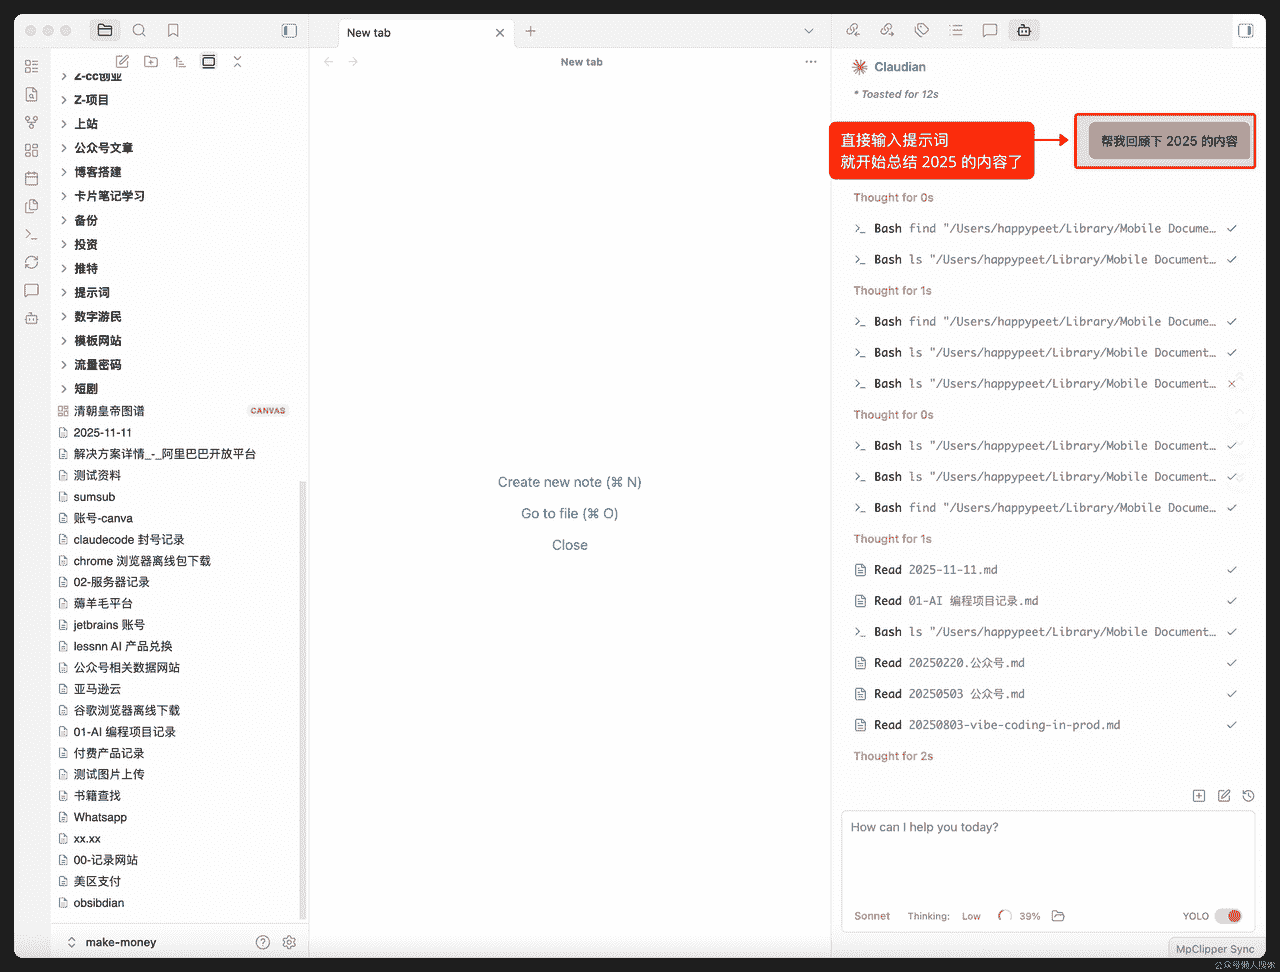 New tab
New tab
Z-cc创业
Z-项目
上站
公众号文章
博客搭建
卡片笔记学习
备份
投资
推特
提示词
数字游民
模板网站
流量密码
短剧
清朝皇帝图谱 CANVAS
2025-11-11
解决方案详情_-_阿里巴巴开放平台
测试资料
sumsub
账号-canva
claudecode 封号记录
chrome 浏览器离线包下载
02-服务器记录
薅羊毛平台
jetbrains 账号
lessnn AI 产品兑换
公众号相关数据网站
亚马逊云
谷歌浏览器离线下载
01-AI 编程项目记录
付费产品记录
测试图片上传
书籍查找
Whatsapp
xx.xx
00-记录网站
美区支付
obsibdian
make-money
Create new note (⌘ N)
Go to file (⌘ O)
Close
Claudian
* Toasted for 12s
直接输入提示词
就开始总结 2025 的内容了
帮我回顾下 2025 的内容
Thought for 0s
Bash find "/Users/happypeet/Library/Mobile Docume…
Bash ls "/Users/happypeet/Library/Mobile Document…
Thought for 1s
Bash find "/Users/happypeet/Library/Mobile Docume…
Bash ls "/Users/happypeet/Library/Mobile Document…
Bash ls "/Users/happypeet/Library/Mobile Document…
Thought for 0s
Bash ls "/Users/happypeet/Library/Mobile Document…
Bash ls "/Users/happypeet/Library/Mobile Document…
Bash find "/Users/happypeet/Library/Mobile Docume…
Thought for 1s
Read 2025-11-11.md
Read 01-AI 编程项目记录.md
Bash ls "/Users/happypeet/Library/Mobile Document…
Read 20250220.公众号.md
Read 20250503 公众号.md
Read 20250803-vibe-coding-in-prod.md
Thought for 2s
How can I help you today?
Sonnet Thinking: Low 39% YOLO
MpClipper Sync